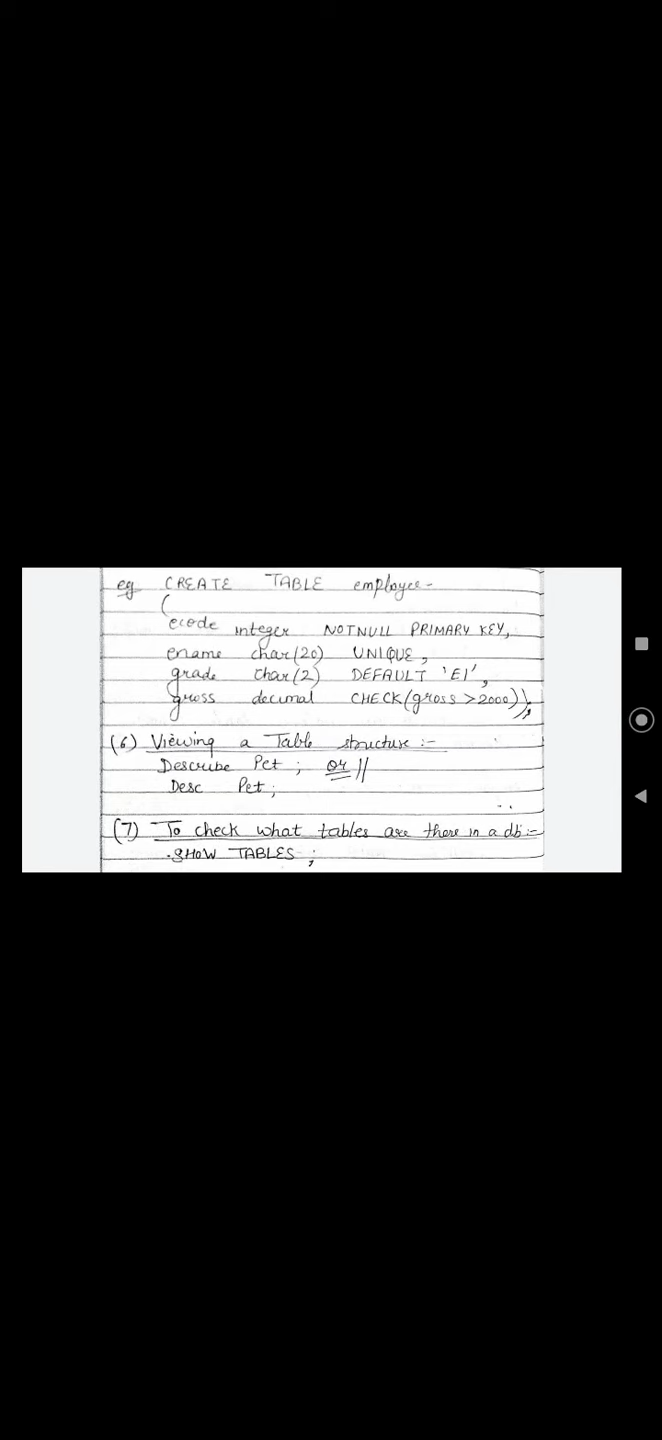 eg CREATE TABLE employee-
(
ecode integer NOTNULL PRIMARY KEY,
ename char(20) UNIQUE,
grade char(2) DEFAULT 'E1',
gross decimal CHECK(gross>2000));
(6) Viewing a Table structure :-
Describe Pet ; or //
Desc Pet ;
(7) To check what tables are there in a db:-
.SHOW TABLES ;